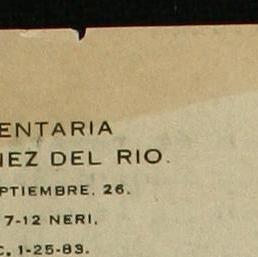 ENTARIA
NEZ DEL RIO.
PTIEMBRE, 26.
7-12 NERI,
C, 1-25-83.